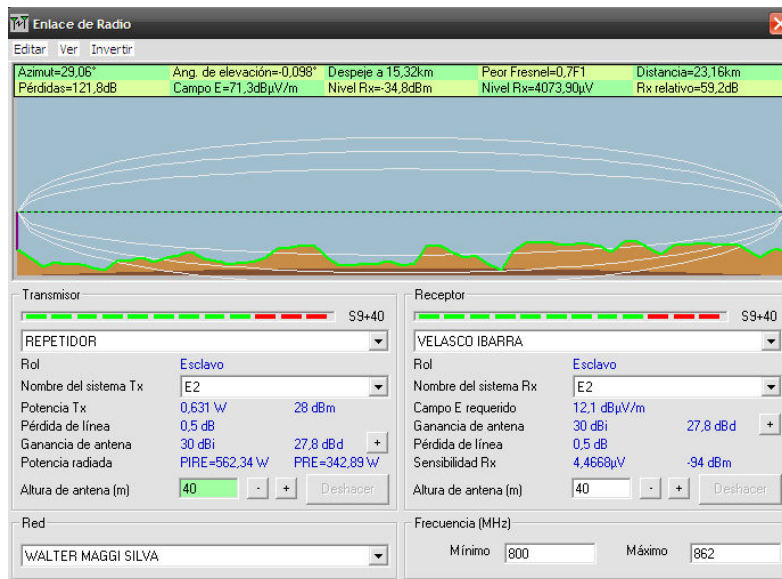 Enlace de Radio
Editar Ver Invertir
Azimut=29,06° Ang. de elevación=-0,098° Despeje a 15,32km Peor Fresnel=0,7F1 Distancia=23,16km
Pérdidas=121,8dB Campo E=71,3dBµV/m Nivel Rx=-34,8dBm Nivel Rx=4073,90µV Rx relativo=59,2dB
Transmisor
S9+40
REPETIDOR
Rol Esclavo
Nombre del sistema Tx E2
Potencia Tx 0,631 W 28 dBm
Pérdida de línea 0,5 dB
Ganancia de antena 30 dBi 27,8 dBd +
Potencia radiada PIRE=562,34 W PRE=342,89 W
Altura de antena (m) 40 - + Deshacer
Red
WALTER MAGGI SILVA
Receptor
S9+40
VELASCO IBARRA
Rol Esclavo
Nombre del sistema Rx E2
Campo E requerido 12,1 dBµV/m
Ganancia de antena 30 dBi 27,8 dBd +
Pérdida de línea 0,5 dB
Sensibilidad Rx 4,4668µV -94 dBm
Altura de antena (m) 40 - + Deshacer
Frecuencia (MHz)
Mínimo 800 Máximo 862